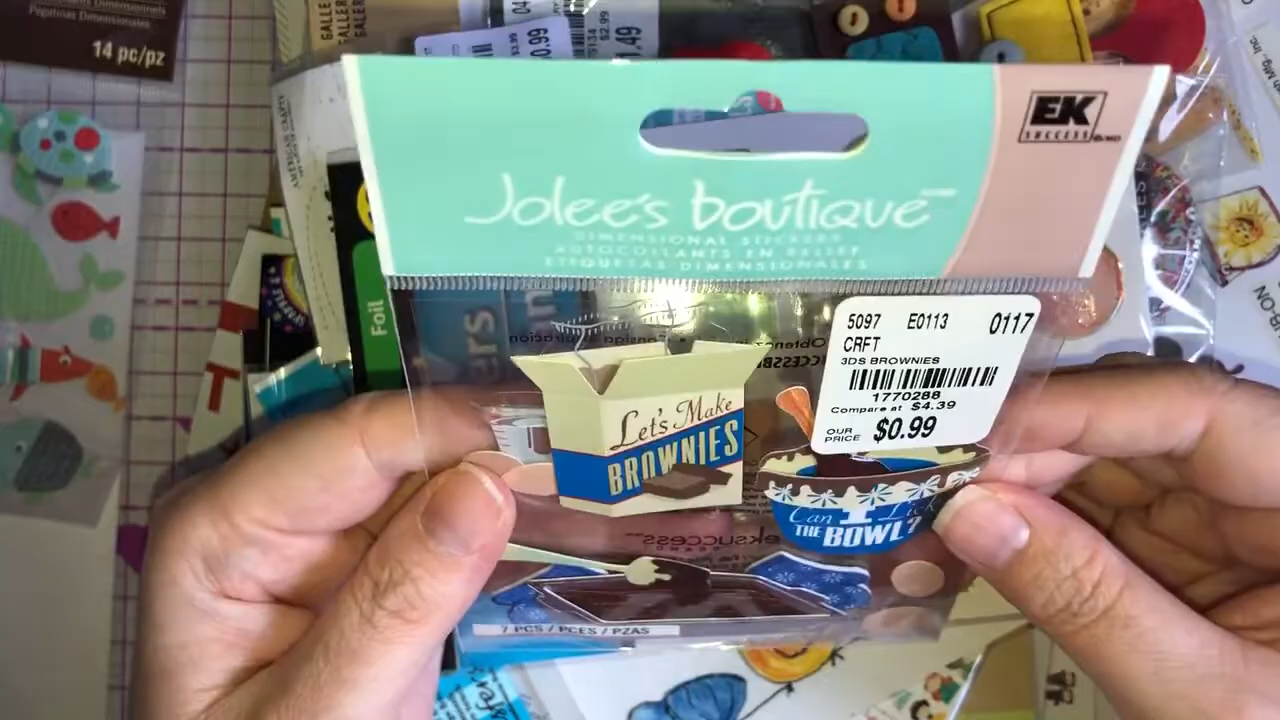 14 pc/pz
.49
0.99
EK
SUCCESS
Jolee's boutique
DIMENSIONAL STICKERS
AUTOCOLLANTS EN RELIEF
ETIQUETAS DIMENSIONALES
Foil
5097 E0113 0117
CRFT
3DS BROWNIES
1770288
Compare at $4.39
OUR PRICE $0.99
Let's Make
BROWNIES
Can I Lick
THE BOWL?
7 PCS / PCES / PZAS